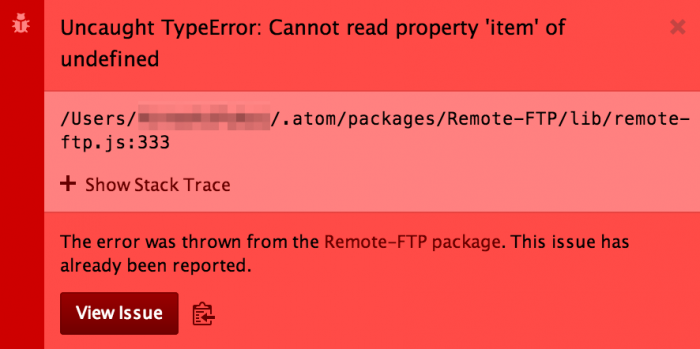 Uncaught TypeError: Cannot read property 'item' of
undefined
/Users/ /.atom/packages/Remote-FTP/lib/remote-
ftp.js:333
+ Show Stack Trace
The error was thrown from the Remote-FTP package. This issue has
already been reported.
View Issue